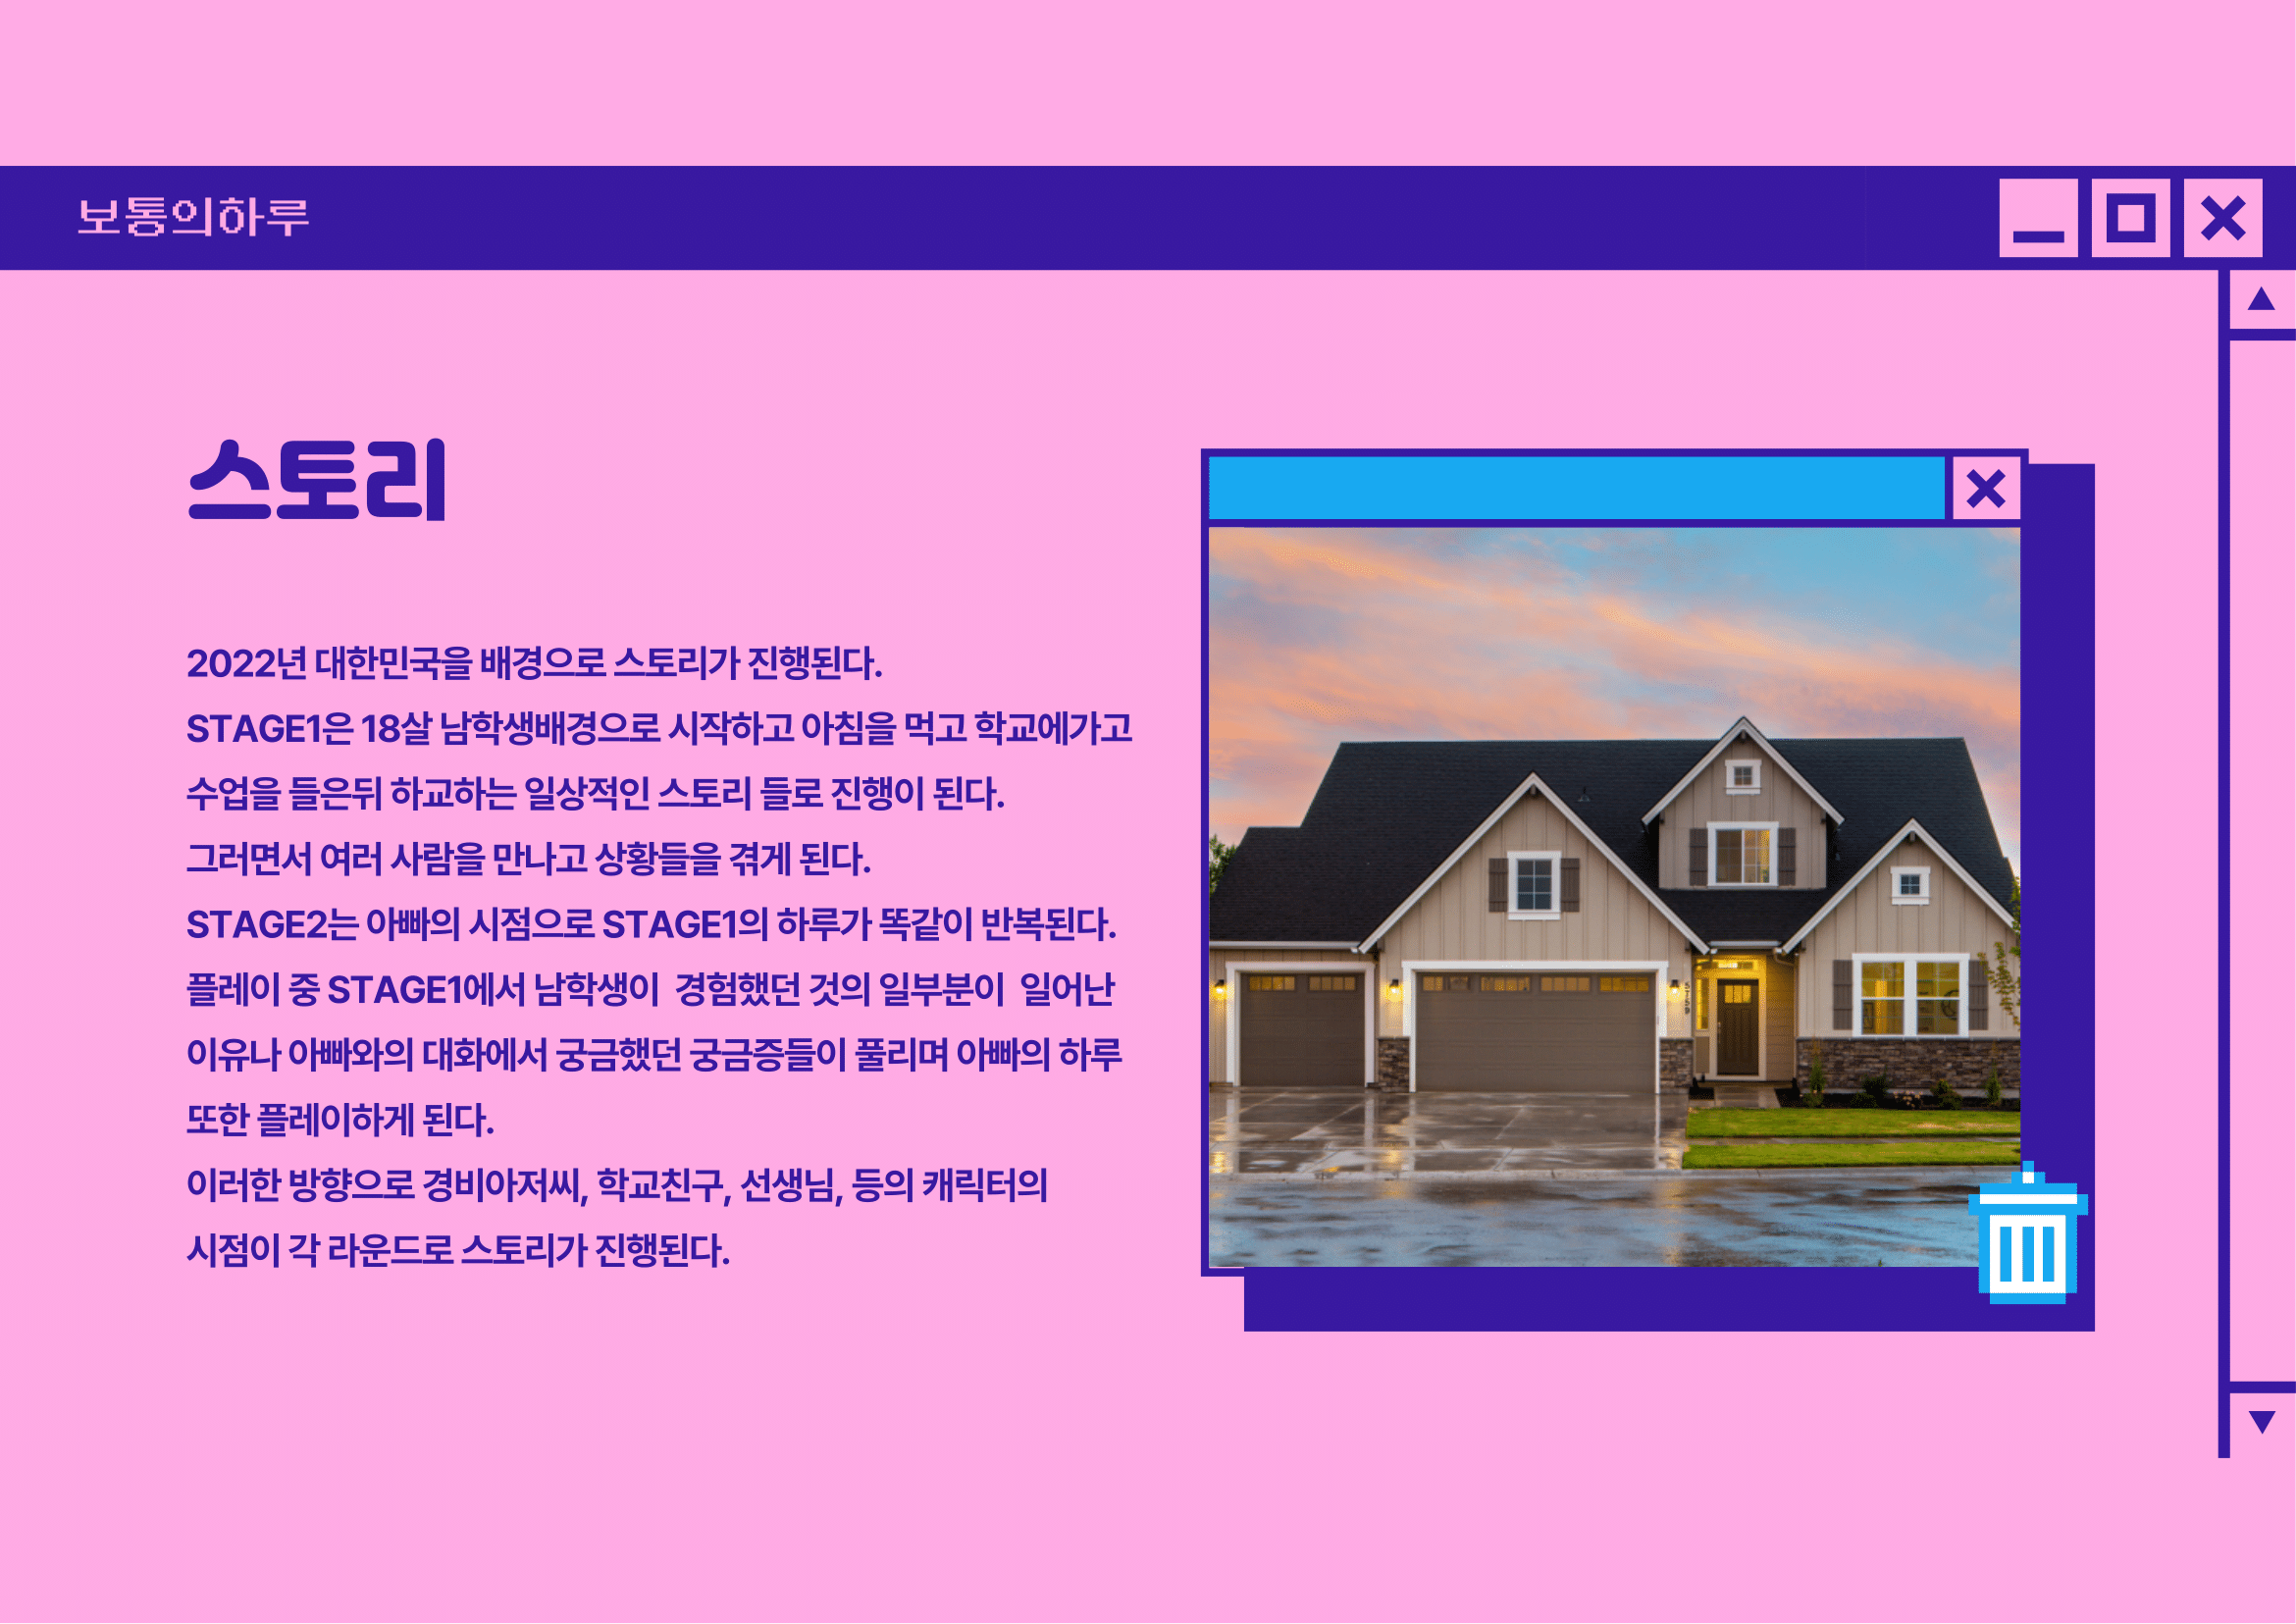 보통의하루
스토리
2022년 대한민국을 배경으로 스토리가 진행된다.
STAGE1은 18살 남학생배경으로 시작하고 아침을 먹고 학교에가고
수업을 들은뒤 하교하는 일상적인 스토리 들로 진행이 된다.
그러면서 여러 사람을 만나고 상황들을 겪게 된다.
STAGE2는 아빠의 시점으로 STAGE1의 하루가 똑같이 반복된다.
플레이 중 STAGE1에서 남학생이  경험했던 것의 일부분이  일어난
이유나 아빠와의 대화에서 궁금했던 궁금증들이 풀리며 아빠의 하루
또한 플레이하게 된다.
이러한 방향으로 경비아저씨, 학교친구, 선생님, 등의 캐릭터의
시점이 각 라운드로 스토리가 진행된다.
5759